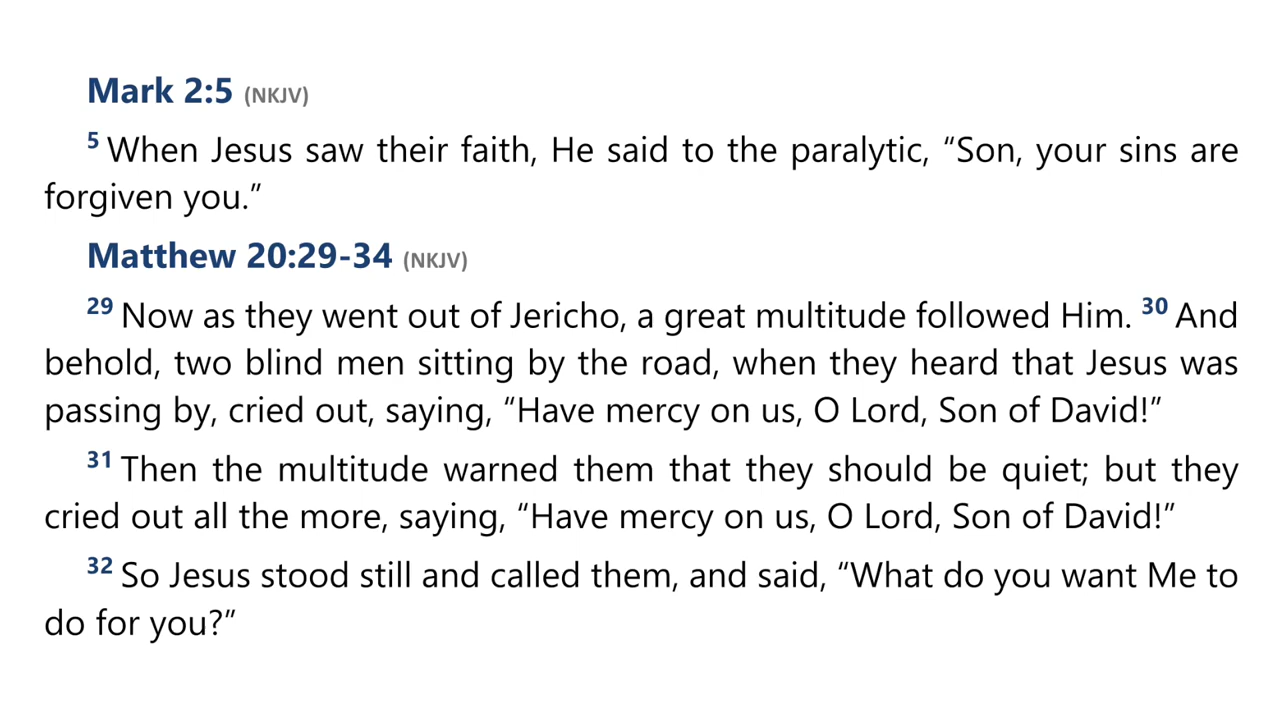 Mark 2:5 (NKJV)
5 When Jesus saw their faith, He said to the paralytic, “Son, your sins are
forgiven you.”
Matthew 20:29-34 (NKJV)
29 Now as they went out of Jericho, a great multitude followed Him. 30 And
behold, two blind men sitting by the road, when they heard that Jesus was
passing by, cried out, saying, “Have mercy on us, O Lord, Son of David!”
31 Then the multitude warned them that they should be quiet; but they
cried out all the more, saying, “Have mercy on us, O Lord, Son of David!”
32 So Jesus stood still and called them, and said, “What do you want Me to
do for you?”